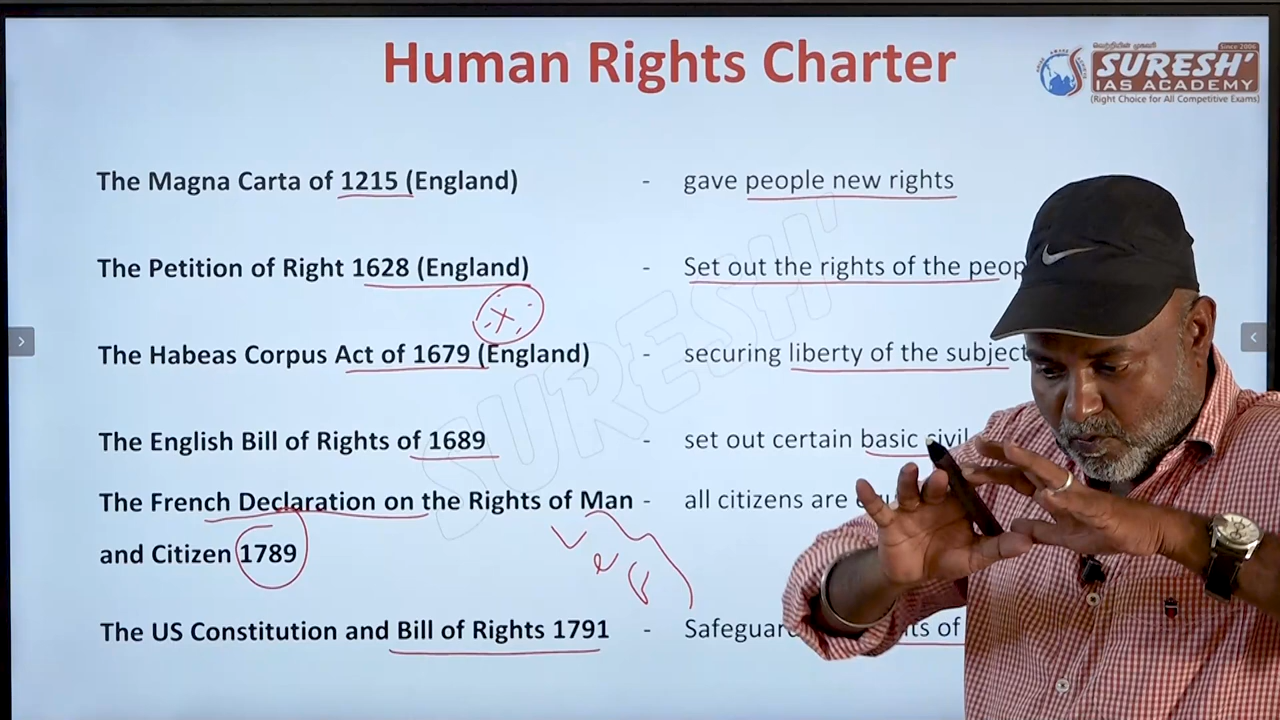 Human Rights Charter
Since 2006
SURESH'
IAS ACADEMY
(Right Choice for All Competitive Exams)
The Magna Carta of 1215 (England) - gave people new rights
The Petition of Right 1628 (England) - Set out the rights of the
The Habeas Corpus Act of 1679 (England) - securing liberty of the subject
The English Bill of Rights of 1689 - set out certain basic civil
The French Declaration on the Rights of Man - all citizens are
and Citizen 1789
The US Constitution and Bill of Rights 1791 - of
SURESH'